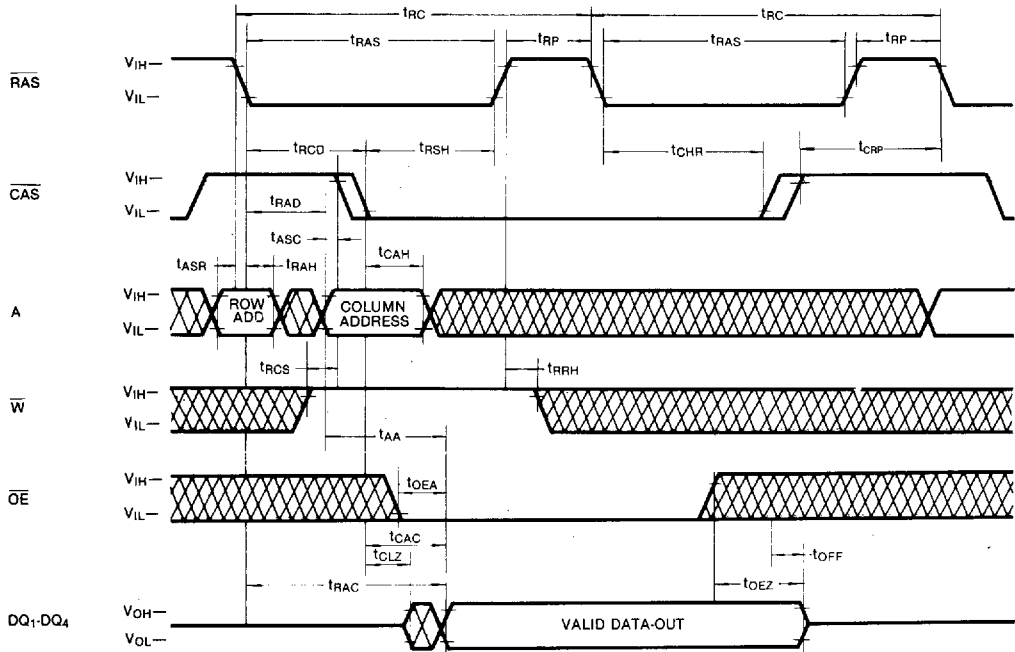 tRC tRC
tRAS tRP tRAS tRP
RAS VIH VIL
tRCD tRSH tCHR tCRP
CAS VIH VIL
tRAD
tASC
tASR tRAH tCAH
A VIH VIL
ROW ADD
COLUMN ADDRESS
tRCS tRRH
W VIH VIL
tAA
OE VIH VIL
tOEA
tCAC
tCLZ tOFF
tRAC tOEZ
DQ1-DQ4 VOH VOL
VALID DATA-OUT